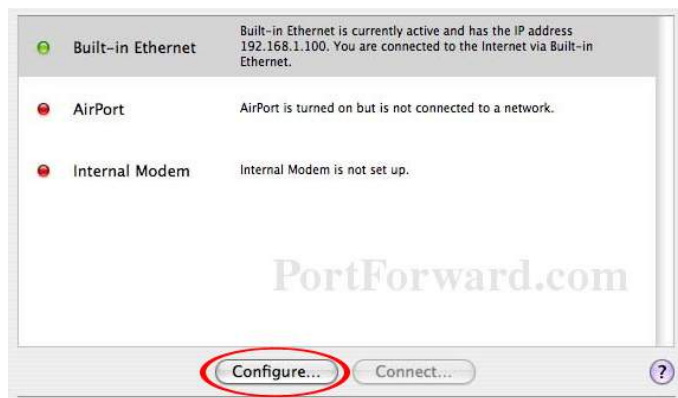 Built-in Ethernet
Built-in Ethernet is currently active and has the IP address
192.168.1.100. You are connected to the Internet via Built-in
Ethernet.
AirPort
AirPort is turned on but is not connected to a network.
Internal Modem
Internal Modem is not set up.
PortForward.com
Configure...
Connect...
?